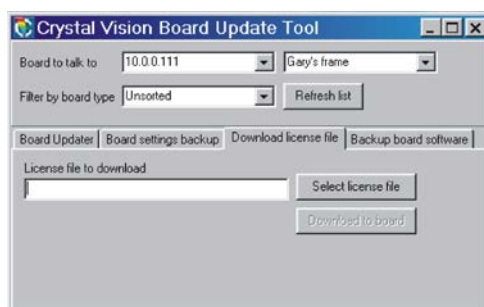 Crystal Vision Board Update Tool
Board to talk to 10.0.0.111 Gary's frame
Filter by board type Unsorted Refresh list
Board Updater Board settings backup Download license file Backup board software
License file to download
Select license file
Download to board